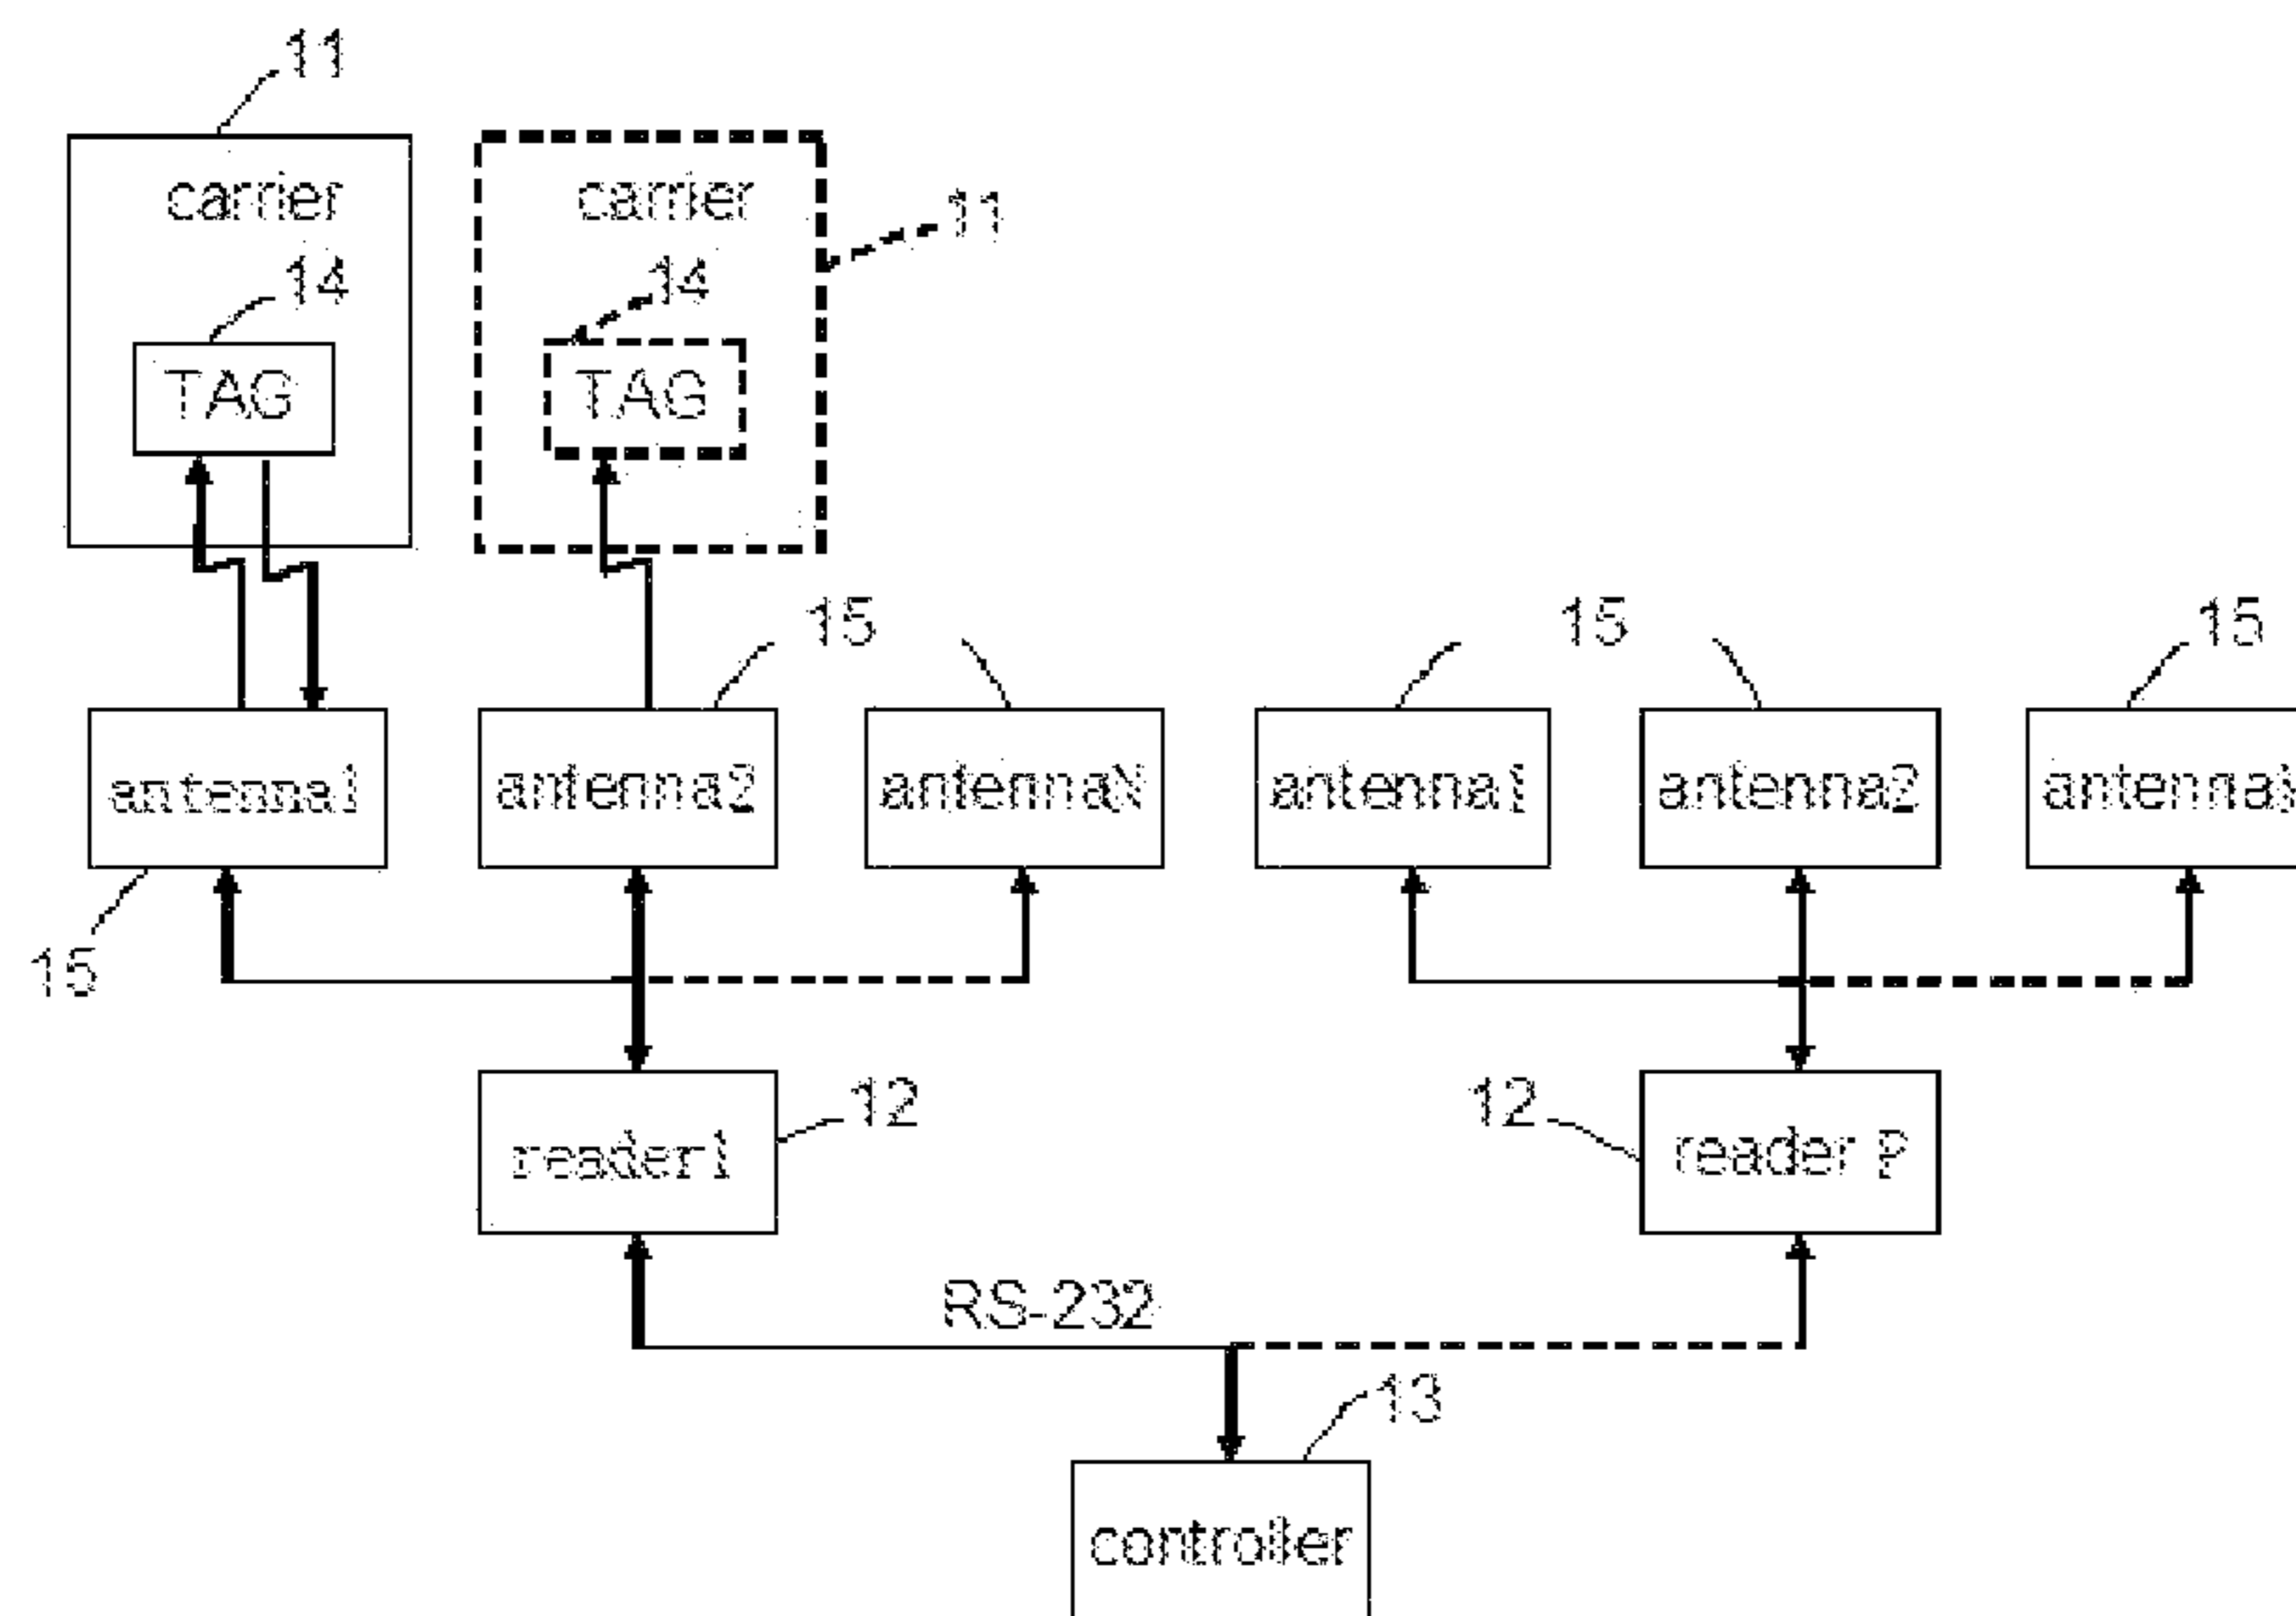 11
carrier
carrier
11
14
14
TAG
TAG
15
15
15
antenna1
antenna2
antennaN
antenna1
antenna2
15
12
12
reader1
reader P
RS-232
13
controller